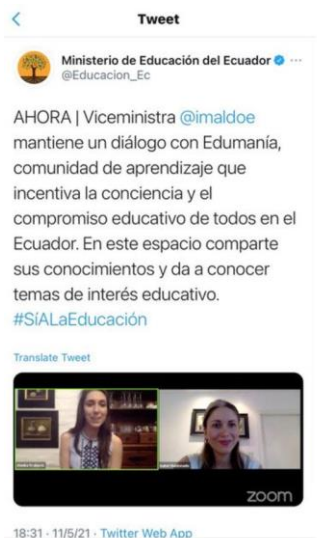 Tweet
Ministerio de Educación del Ecuador
@Educacion_Ec
AHORA | Viceministra @imaldoe
mantiene un diálogo con Edumanía,
comunidad de aprendizaje que
incentiva la conciencia y el
compromiso educativo de todos en el
Ecuador. En este espacio comparte
sus conocimientos y da a conocer
temas de interés educativo.
#SíALaEducación
Translate Tweet
zoom
18:31 · 11/5/21 · Twitter Web App